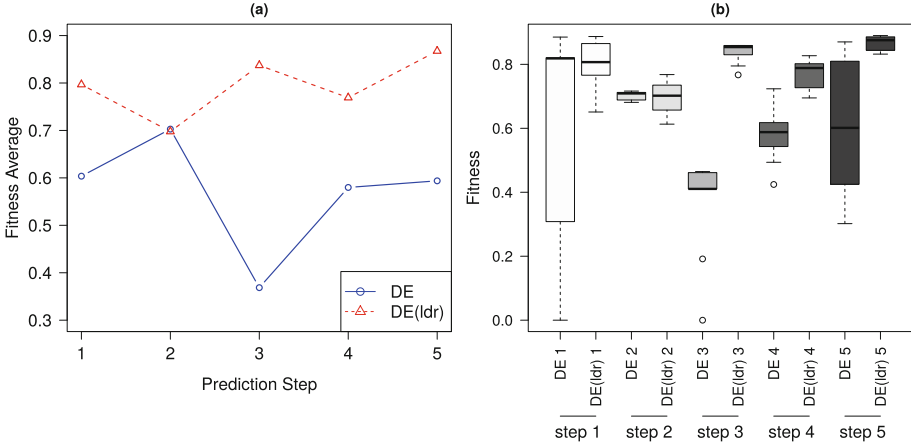 (a)
Fitness Average
0.9
0.8
0.7
0.6
0.5
0.4
0.3
1 2 3 4 5
Prediction Step
DE
DE(ldr)
(b)
Fitness
0.8
0.6
0.4
0.2
0.0
DE 1
DE(ldr) 1
DE 2
DE(ldr) 2
DE 3
DE(ldr) 3
DE 4
DE(ldr) 4
DE 5
DE(ldr) 5
step 1 step 2 step 3 step 4 step 5